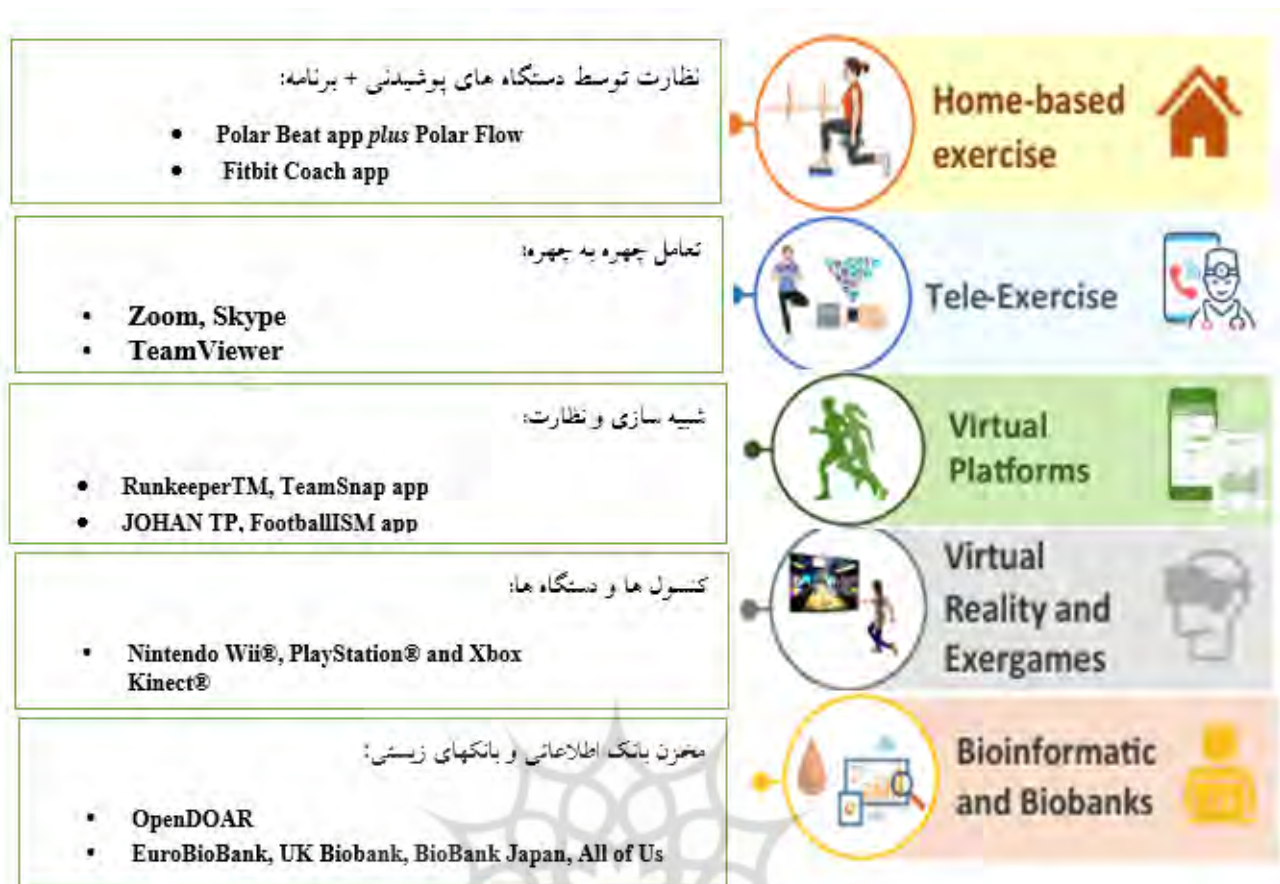 نظارت توسط دستگاه های پوشیدنی + برنامه:
• Polar Beat app plus Polar Flow
• Fitbit Coach app
Home-based
exercise
تعامل چهره به چهره:
• Zoom, Skype
• TeamViewer
Tele-Exercise
شبیه سازی و نظارت:
• RunkeeperTM, TeamSnap app
• JOHAN TP, FootballISM app
Virtual
Platforms
کنسول ها و دستگاه ها:
• Nintendo Wii®, PlayStation® and Xbox
Kinect®
Virtual
Reality and
Exergames
مخزن بانک اطلاعاتی و بانکهای زیستی:
• OpenDOAR
• EuroBioBank, UK Biobank, BioBank Japan, All of Us
Bioinformatic
and Biobanks